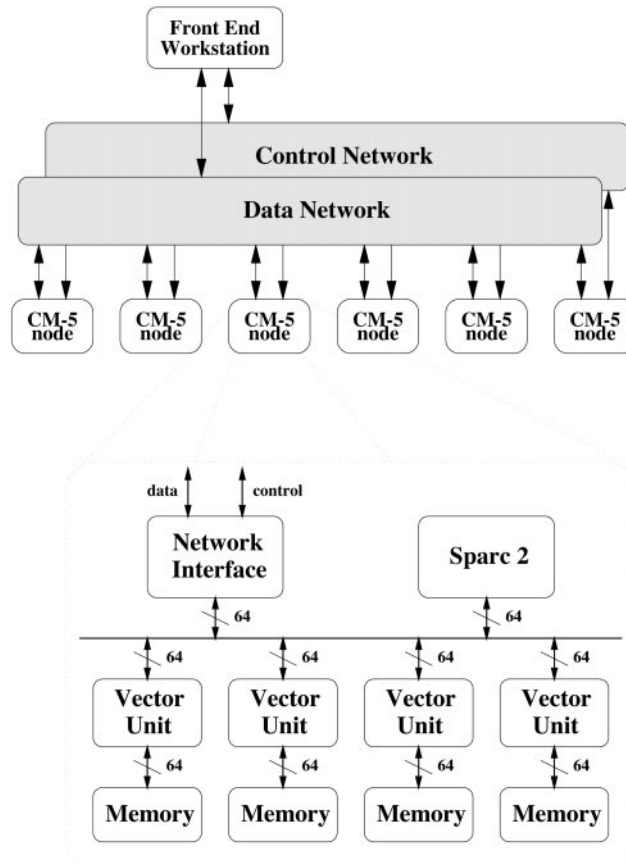 Front End
Workstation
Control Network
Data Network
CM-5
node
CM-5
node
CM-5
node
CM-5
node
CM-5
node
CM-5
node
data
control
Network
Interface
Sparc 2
64
64
64
64
64
64
Vector
Unit
Vector
Unit
Vector
Unit
Vector
Unit
64
64
64
64
Memory
Memory
Memory
Memory